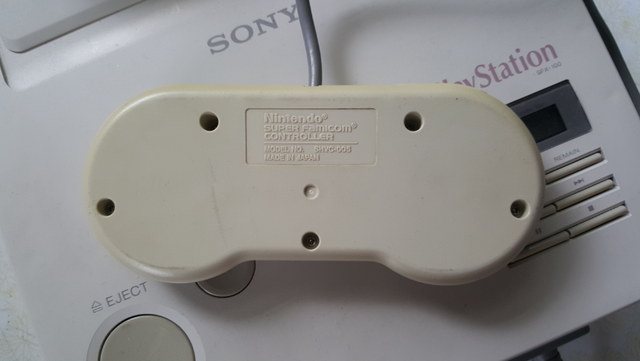 SONY
PlayStation
SFX-100
Nintendo®
SUPER Famicom®
CONTROLLER
MODEL NO. SHVC-005
MADE IN JAPAN
REMAIN
EJECT